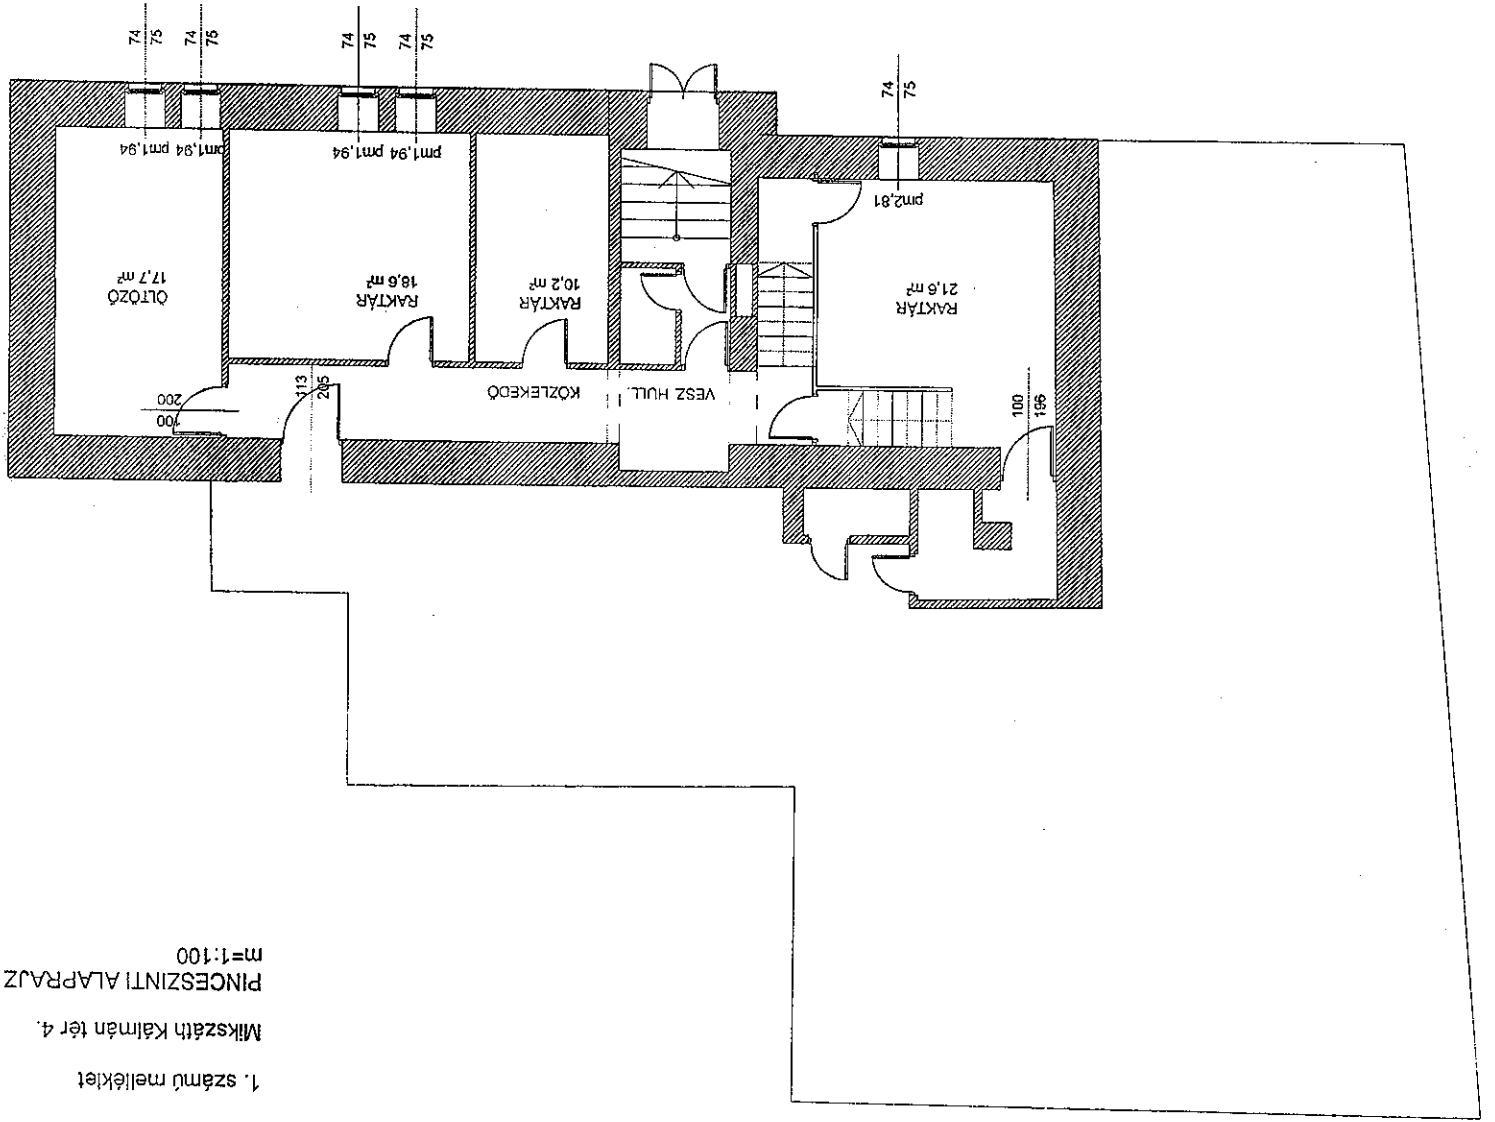 1. számú melléklet
Mikszáth Kálmán tér 4.
PINCESZINTI ALAPRAJZ
m=1:100
100
196
VESZ HULL.
KÖZLEKEDŐ
113
205
100
200
RAKTÁR
21,6 m²
RAKTÁR
10,2 m²
RAKTÁR
18,6 m²
ÖLTÖZŐ
17,7 m²
pm2,81
pm1,94
pm1,94
pm1,94
pm1,94
74
75
74
75
74
75
74
75
74
75